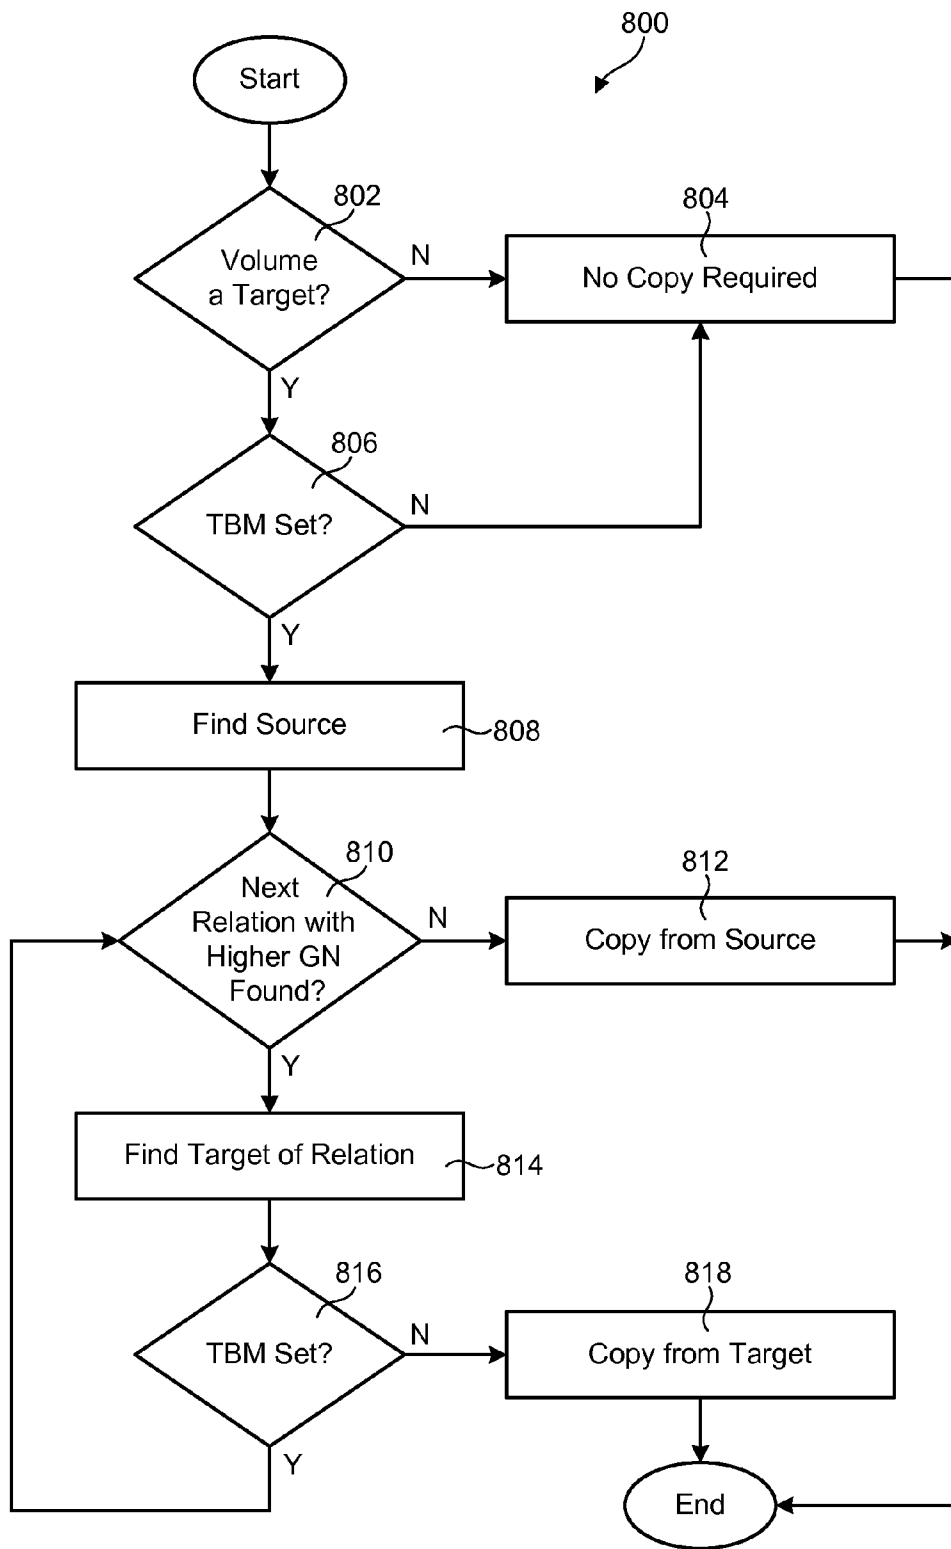 800
Start
802
Volume
a Target?
N
804
No Copy Required
Y
806
TBM Set?
N
Y
Find Source
808
810
Next
Relation with
Higher GN
Found?
N
812
Copy from Source
Y
Find Target of Relation
814
816
TBM Set?
N
818
Copy from Target
Y
End